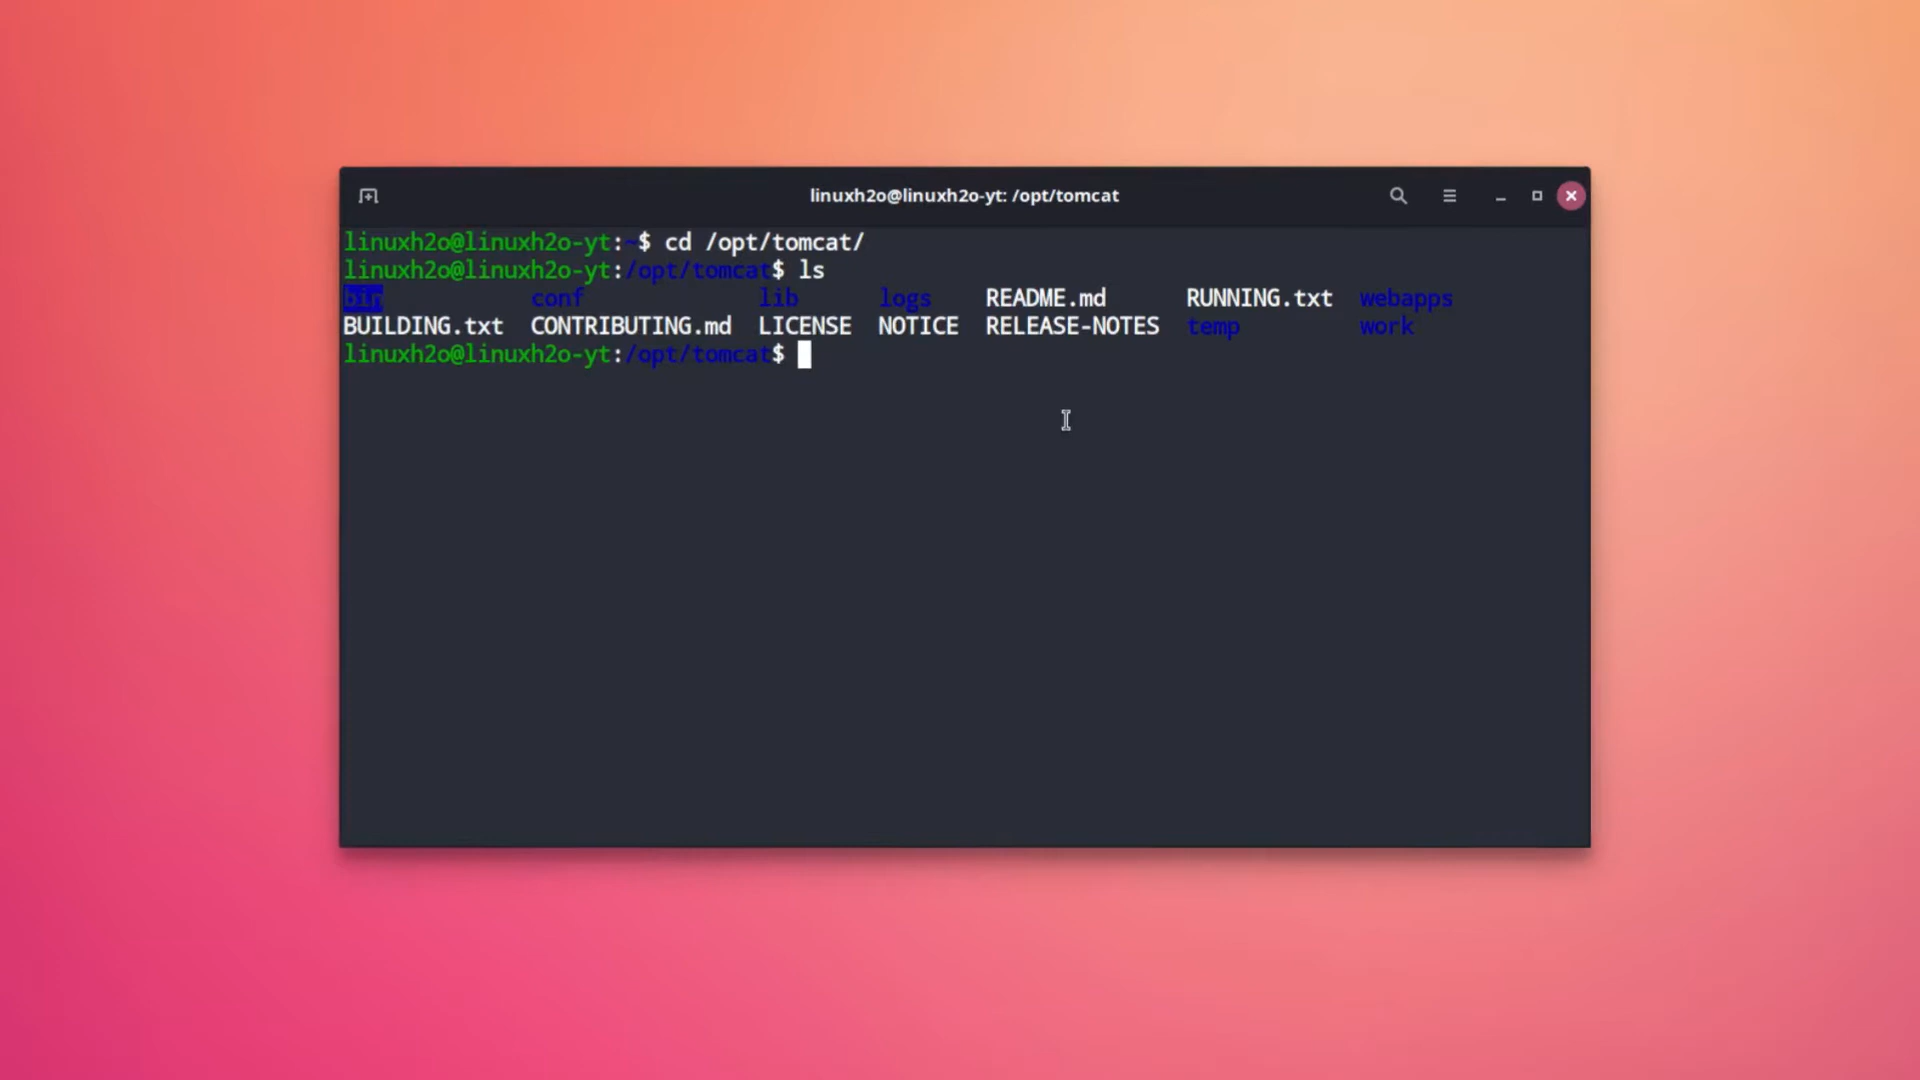 linuxh2o@linuxh2o-yt: /opt/tomcat
linuxh2o@linuxh2o-yt:~$ cd /opt/tomcat/
linuxh2o@linuxh2o-yt:/opt/tomcat$ ls
bin conf lib logs README.md RUNNING.txt webapps
BUILDING.txt CONTRIBUTING.md LICENSE NOTICE RELEASE-NOTES temp work
linuxh2o@linuxh2o-yt:/opt/tomcat$